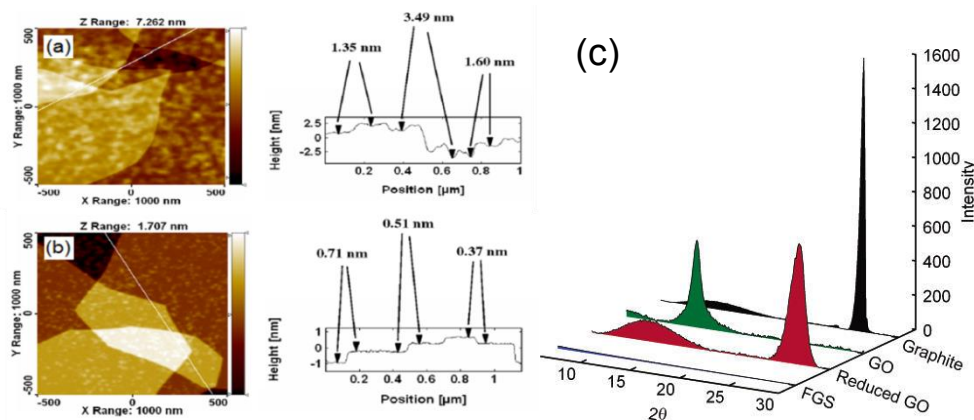 Z Range: 7.262 nm
(a)
500
0
-500
Y Range: 1000 nm
-500
0
500
X Range: 1000 nm
3.49 nm
1.35 nm
1.60 nm
2.5
-2.5
Height [nm]
0
0.2
0.4
0.6
0.8
1
Position [µm]
Z Range: 1.707 nm
(b)
500
0
-500
Y Range: 1000 nm
-500
0
500
X Range: 1000 nm
0.51 nm
0.71 nm
0.37 nm
1
0
-1
Height [nm]
0
0.2
0.4
0.6
0.8
1
Position [µm]
(c)
1600
1400
1200
1000
800
600
400
200
0
Intensity
Graphite
GO
Reduced GO
FGS
10
15
20
25
30
2θ